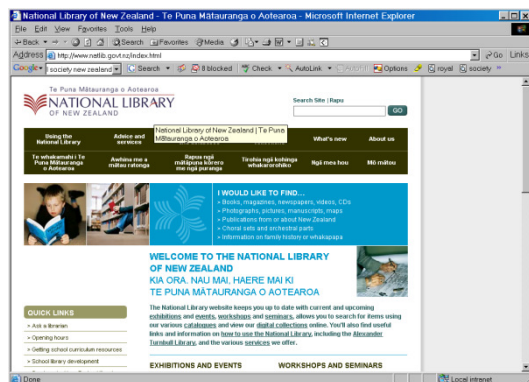 National Library of New Zealand - Te Puna Mātauranga o Aotearoa - Microsoft Internet Explorer
File Edit View Favorites Tools Help
Back Search Favorites Media
Address http://www.natlib.govt.nz/index.html Go Links
Google society new zealand Search 8 blocked Check AutoLink Options royal society
Te Puna Mātauranga o Aotearoa
NATIONAL LIBRARY
OF NEW ZEALAND
Search Site | Rapu
GO
National Library of New Zealand | Te Puna
Mātauranga o Aotearoa
Using the
National Library
Advice and
services
What's new
About us
Te whakamahi i Te
Puna Mātauranga
o Aotearoa
Awhina me a
mātau ratonga
Rapua ngā
mātāpuna kōrero
me ngā puranga
Tirohia ngā kohinga
whakarorohiko
Ngā mea hou
Mō mātou
I WOULD LIKE TO FIND...
Books, magazines, newspapers, videos, CDs
Photographs, pictures, manuscripts, maps
Publications from or about New Zealand
Choral sets and orchestral parts
Information on family history or whakapapa
WELCOME TO THE NATIONAL LIBRARY
OF NEW ZEALAND
KIA ORA, NAU MAI, HAERE MAI KI
TE PUNA MĀTAURANGA O AOTEAROA
The National Library website keeps you up to date with current and upcoming
exhibitions and events, workshops and seminars, allows you to search for items using
our various catalogues and view our digital collections online. You'll also find useful
links and information on how to use the National Library, including the Alexander
Turnbull Library, and the various services we offer.
QUICK LINKS
» Ask a librarian
» Opening hours
» Getting school curriculum resources
» School library development
EXHIBITIONS AND EVENTS
WORKSHOPS AND SEMINARS
Done
Local intranet